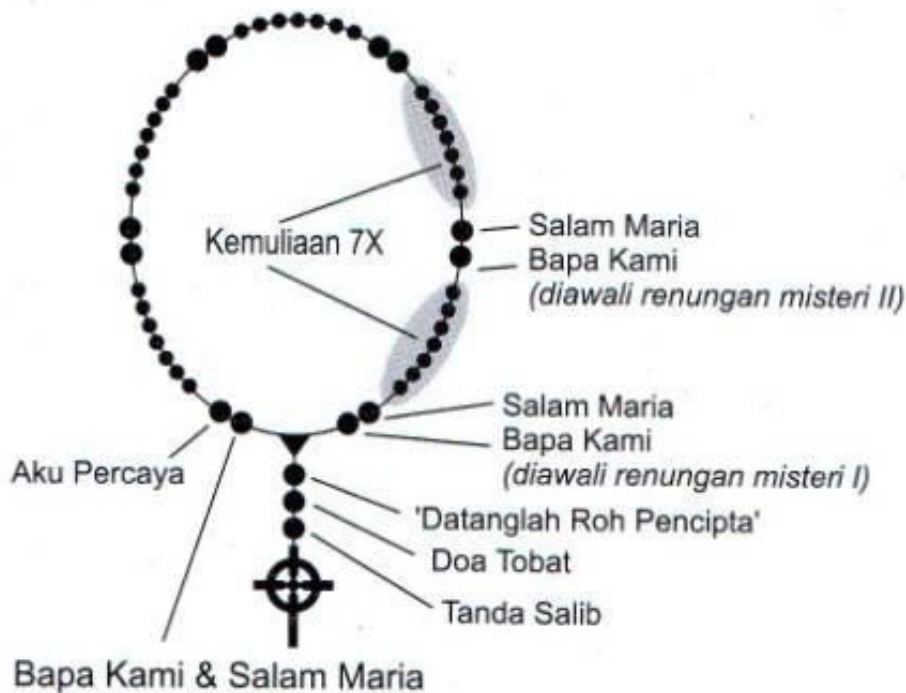 Kemuliaan 7X
Salam Maria
Bapa Kami
(diawali renungan misteri II)
Salam Maria
Bapa Kami
(diawali renungan misteri I)
Aku Percaya
'Datanglah Roh Pencipta'
Doa Tobat
Tanda Salib
Bapa Kami & Salam Maria